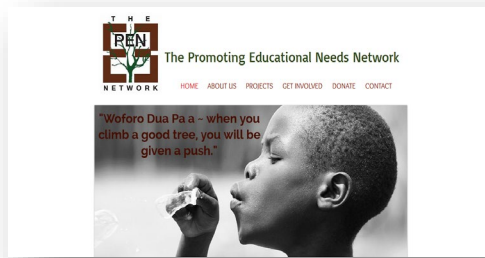 THE
PEN
NETWORK
The Promoting Educational Needs Network
HOME ABOUT US PROJECTS GET INVOLVED DONATE CONTACT
"Woforo Dua Pa a - when you
climb a good tree, you will be
given a push."